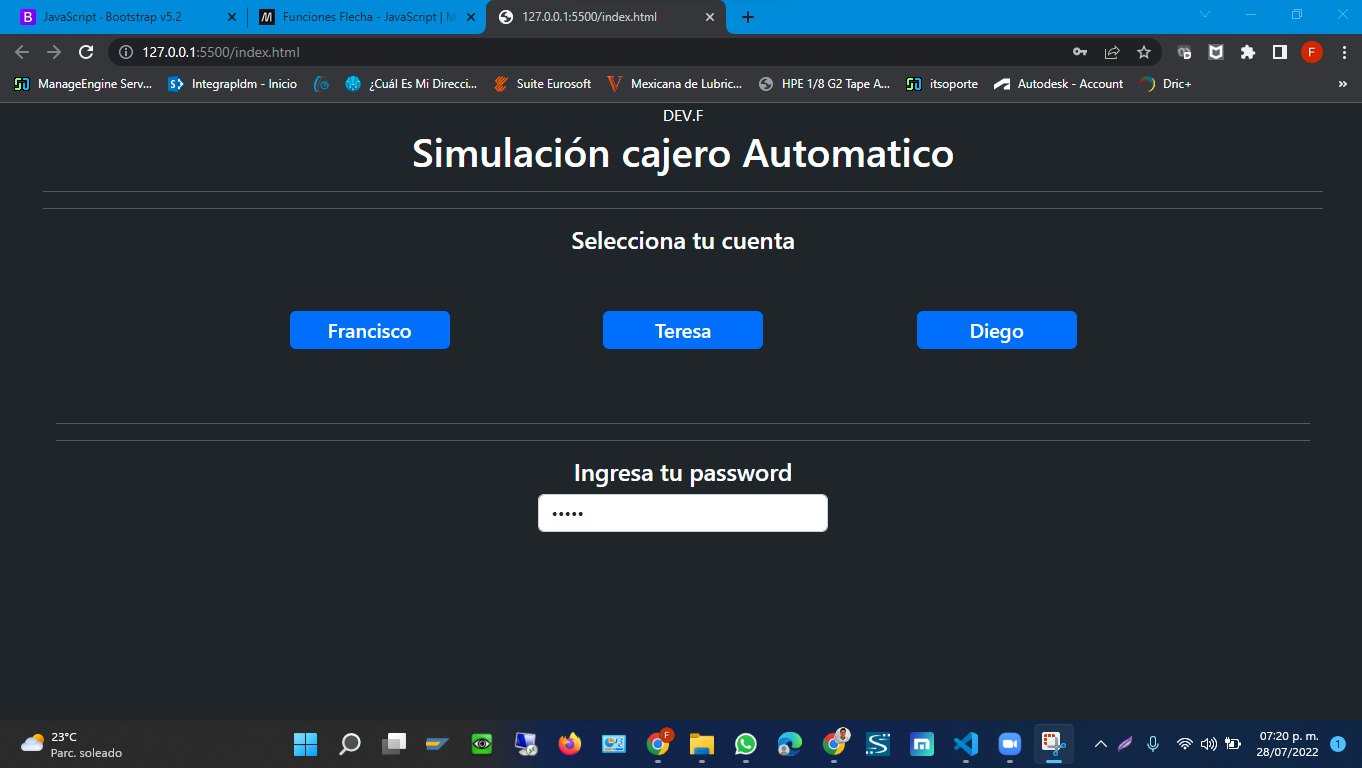 JavaScript · Bootstrap v5.2
Funciones Flecha - JavaScript | M
127.0.0.1:5500/index.html
127.0.0.1:5500/index.html
F
ManageEngine Serv...
IntegrapIdm - Inicio
¿Cuál Es Mi Direcci...
Suite Eurosoft
Mexicana de Lubric...
HPE 1/8 G2 Tape A...
itsoporte
Autodesk - Account
Dric+
»
DEV.F
Simulación cajero Automatico
Selecciona tu cuenta
Francisco
Teresa
Diego
Ingresa tu password
•••••
23°C
Parc. soleado
07:20 p. m.
28/07/2022
1